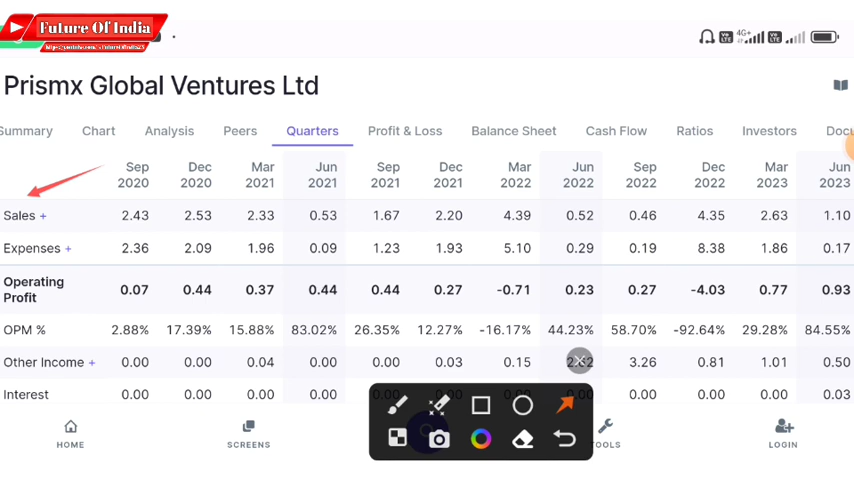 Future Of India
Prismx Global Ventures Ltd
Summary Chart Analysis Peers Quarters Profit & Loss Balance Sheet Cash Flow Ratios Investors Docu
Sep 2020 Dec 2020 Mar 2021 Jun 2021 Sep 2021 Dec 2021 Mar 2022 Jun 2022 Sep 2022 Dec 2022 Mar 2023 Jun 2023
Sales + 2.43 2.53 2.33 0.53 1.67 2.20 4.39 0.52 0.46 4.35 2.63 1.10
Expenses + 2.36 2.09 1.96 0.09 1.23 1.93 5.10 0.29 0.19 8.38 1.86 0.17
Operating Profit 0.07 0.44 0.37 0.44 0.44 0.27 -0.71 0.23 0.27 -4.03 0.77 0.93
OPM % 2.88% 17.39% 15.88% 83.02% 26.35% 12.27% -16.17% 44.23% 58.70% -92.64% 29.28% 84.55%
Other Income + 0.00 0.00 0.04 0.00 0.00 0.03 0.15 3.26 0.81 1.01 0.50
Interest 0.00 0.00 0.00 0.00 0.00 0.00 0.00 0.00 0.00 0.00 0.03
HOME SCREENS TOOLS LOGIN